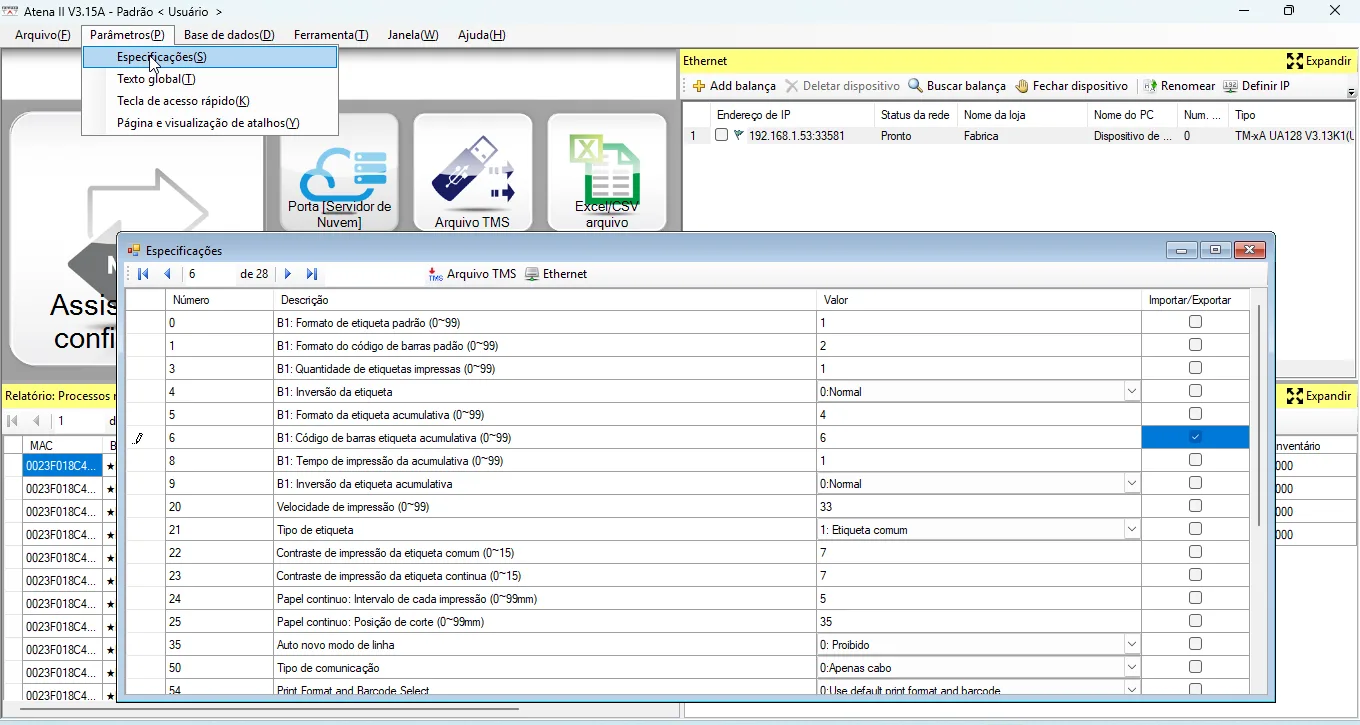 Atena II V3.15A - Padrão < Usuário >
Arquivo(F) Parâmetros(P) Base de dados(D) Ferramenta(T) Janela(W) Ajuda(H)
Especificações(S)
Texto global(T)
Tecla de acesso rápido(K)
Página e visualização de atalhos(Y)
Ethernet Expandir
Add balança Deletar dispositivo Buscar balança Fechar dispositivo Renomear Definir IP
Endereço de IP Status da rede Nome da loja Nome do PC Num. ... Tipo
1 192.168.1.53:33581 Pronto Fabrica Dispositivo de ... 0 TM-xA UA128 V3.13K1(L
Porta [Servidor de
Nuvem]
Arquivo TMS
Excel/CSV
arquivo
Assis
confi
Especificações
6 de 28 Arquivo TMS Ethernet
Número Descrição Valor Importar/Exportar
0 B1: Formato de etiqueta padrão (0~99) 1
1 B1: Formato do código de barras padão (0~99) 2
3 B1: Quantidade de etiquetas impressas (0~99) 1
4 B1: Inversão da etiqueta 0:Normal
5 B1: Formato da etiqueta acumulativa (0~99) 4
6 B1: Código de barras etiqueta acumulativa (0~99) 6
8 B1: Tempo de impressão da acumulativa (0~99) 1
9 B1: Inversão da etiqueta acumulativa 0:Normal
20 Velocidade de impressão (0~99) 33
21 Tipo de etiqueta 1: Etiqueta comum
22 Contraste de impressão da etiqueta comum (0~15) 7
23 Contraste de impressão da etiqueta continua (0~15) 7
24 Papel continuo: Intervalo de cada impressão (0~99mm) 5
25 Papel continuo: Posição de corte (0~99mm) 35
35 Auto novo modo de linha 0: Proibido
50 Tipo de comunicação 0:Apenas cabo
54 Print Format and Barcode Select 0:Use default print format and barcode
Relatório: Processos Expandir
1 d
MAC B nventário
0023F018C4... 000
0023F018C4... 000
0023F018C4... 000
0023F018C4... 000
0023F018C4...
0023F018C4...
0023F018C4...
0023F018C4...
0023F018C4...
0023F018C4...
0023F018C4...